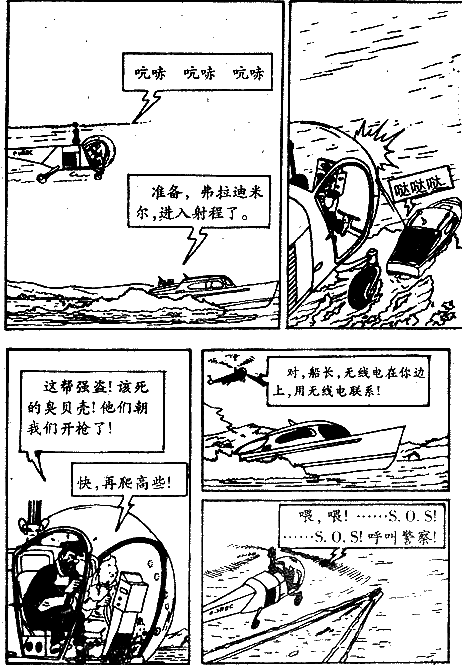 吭哧 吭哧 吭哧
准备，弗拉迪米
尔，进入射程了。
哒哒哒
这帮强盗！该死
的臭贝壳！他们朝
我们开枪了！
快，再爬高些！
对，船长，无线电在你边
上，用无线电联系！
喂，喂！……S.O.S!
……S.O.S!呼叫警察！